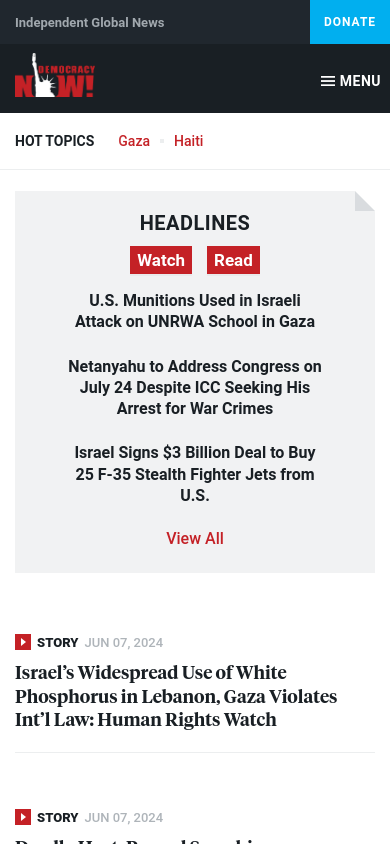 Independent Global News
DONATE
DEMOCRACY
NOW!
MENU
HOT TOPICS
Gaza
Haiti
HEADLINES
Watch
Read
U.S. Munitions Used in Israeli
Attack on UNRWA School in Gaza
Netanyahu to Address Congress on
July 24 Despite ICC Seeking His
Arrest for War Crimes
Israel Signs $3 Billion Deal to Buy
25 F-35 Stealth Fighter Jets from
U.S.
View All
STORY JUN 07, 2024
Israel’s Widespread Use of White
Phosphorus in Lebanon, Gaza Violates
Int’l Law: Human Rights Watch
STORY JUN 07, 2024